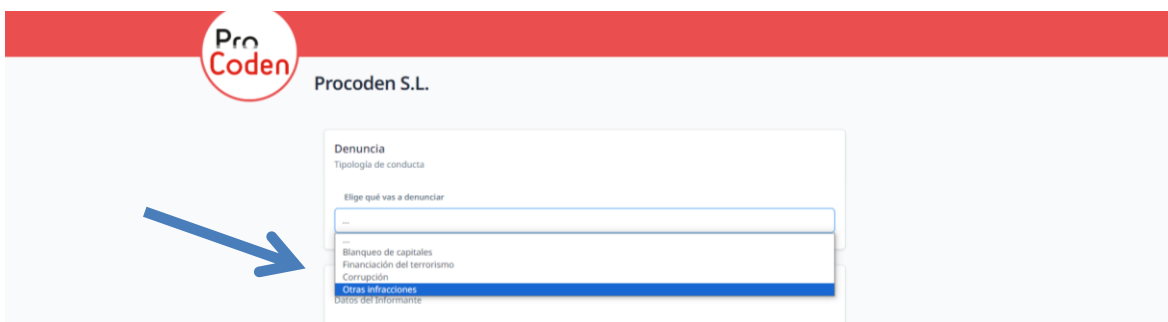 Pro
Coden
Procoden S.L.
Denuncia
Tipología de conducta
Elige qué vas a denunciar
...
...
Blanqueo de capitales
Financiación del terrorismo
Corrupción
Otras infracciones
Datos del Informante